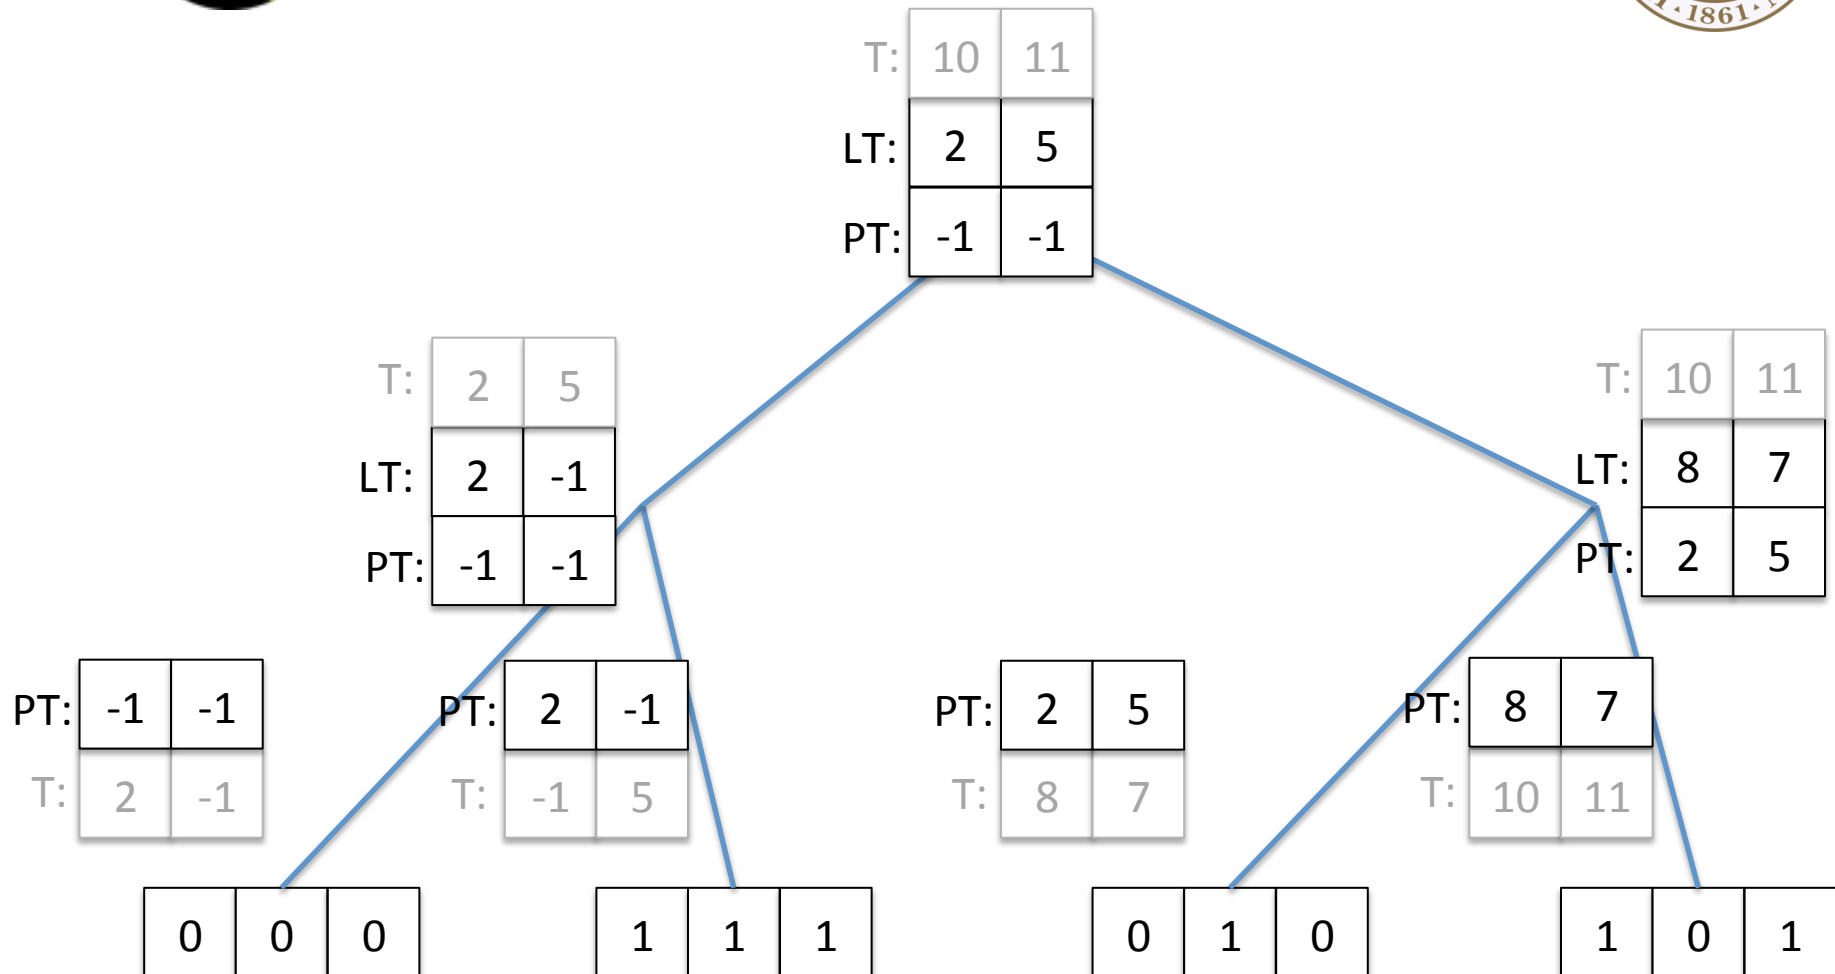 1861
T: 10 11
LT: 2 5
PT: -1 -1
T: 2 5
LT: 2 -1
PT: -1 -1
T: 10 11
LT: 8 7
PT: 2 5
PT: -1 -1
T: 2 -1
PT: 2 -1
T: -1 5
PT: 2 5
T: 8 7
PT: 8 7
T: 10 11
0 0 0
1 1 1
0 1 0
1 0 1